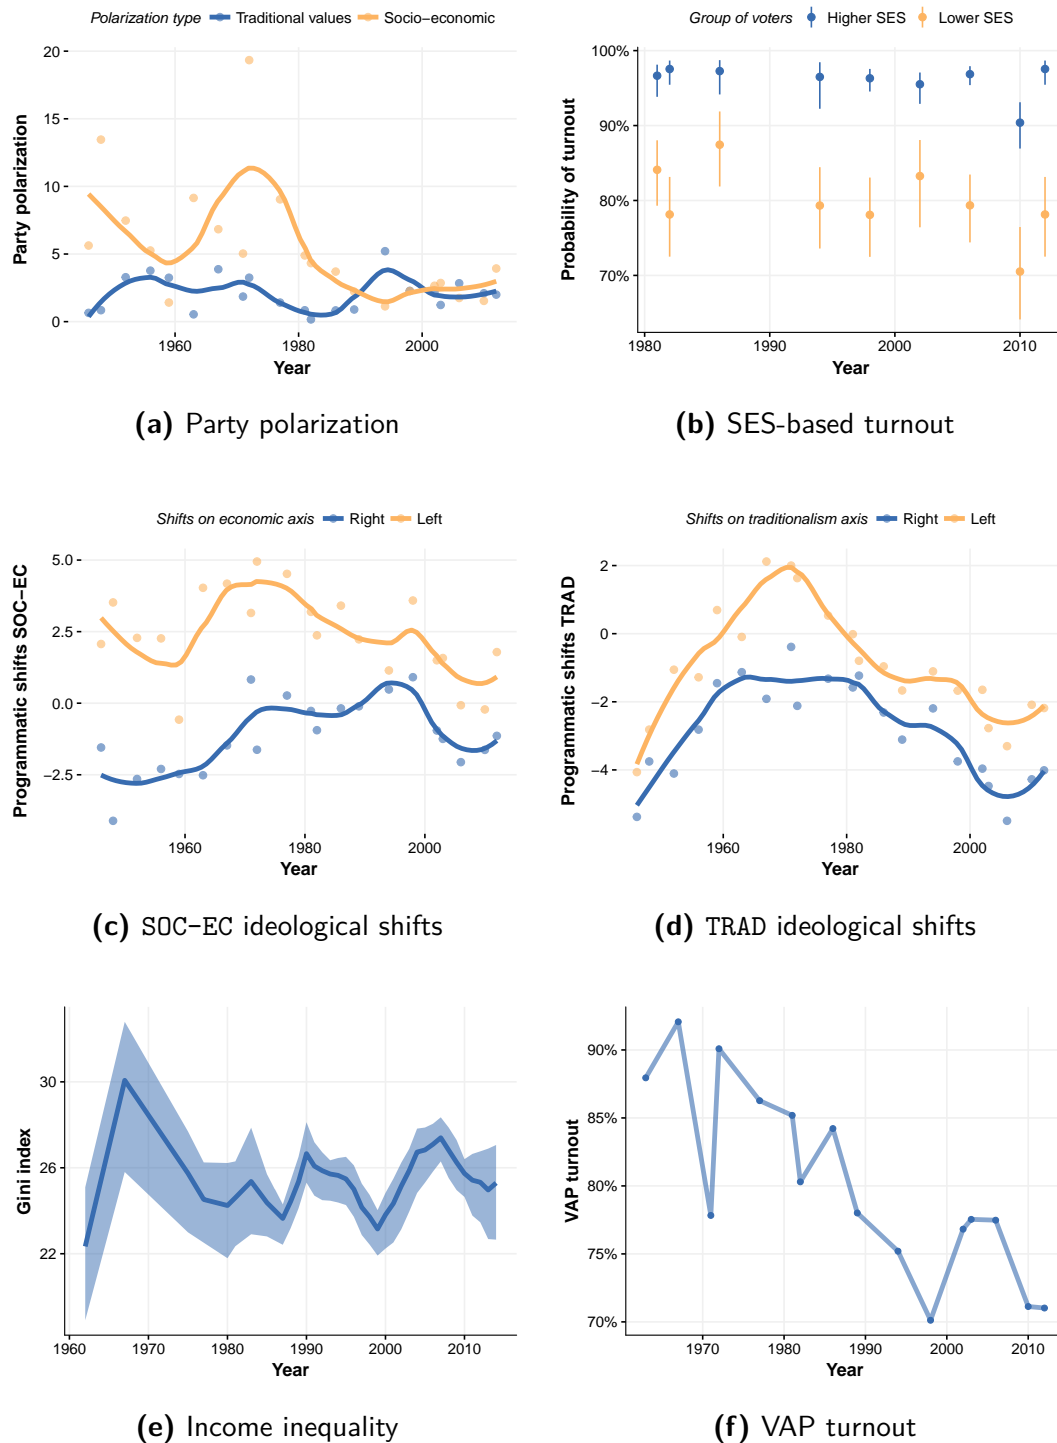 Polarization type Traditional values Socio−economic
20
15
10
5
0
Party polarization
1960 1980 2000
Year
(a) Party polarization
Group of voters Higher SES Lower SES
100%
90%
80%
70%
Probability of turnout
1980 1990 2000 2010
Year
(b) SES-based turnout
Shifts on economic axis Right Left
5.0
2.5
0.0
−2.5
Programmatic shifts SOC−EC
1960 1980 2000
Year
(c) SOC-EC ideological shifts
Shifts on traditionalism axis Right Left
2
0
−2
−4
Programmatic shifts TRAD
1960 1980 2000
Year
(d) TRAD ideological shifts
30
26
22
Gini index
1960 1970 1980 1990 2000 2010
Year
(e) Income inequality
90%
85%
80%
75%
70%
VAP turnout
1970 1980 1990 2000 2010
Year
(f) VAP turnout